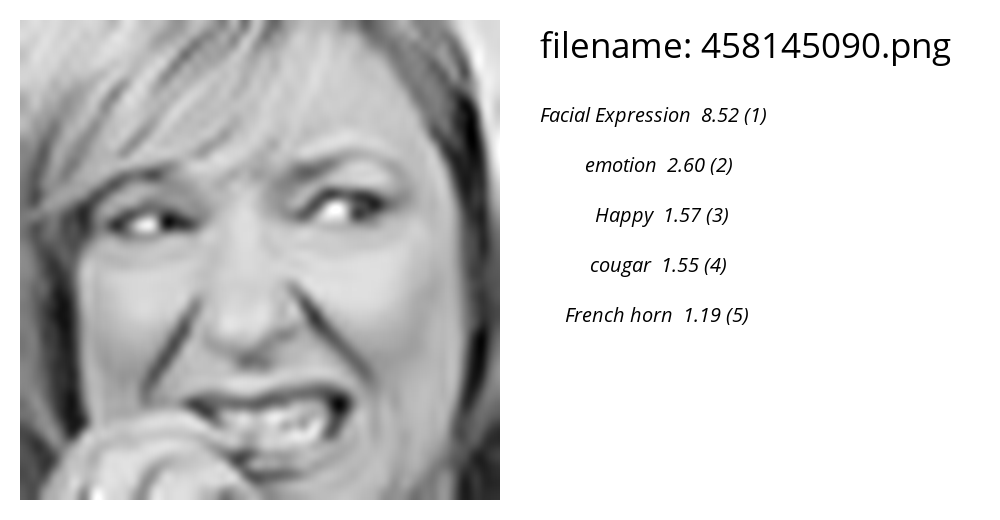 filename: 458145090.png
Facial Expression 8.52 (1)
emotion 2.60 (2)
Happy 1.57 (3)
cougar 1.55 (4)
French horn 1.19 (5)